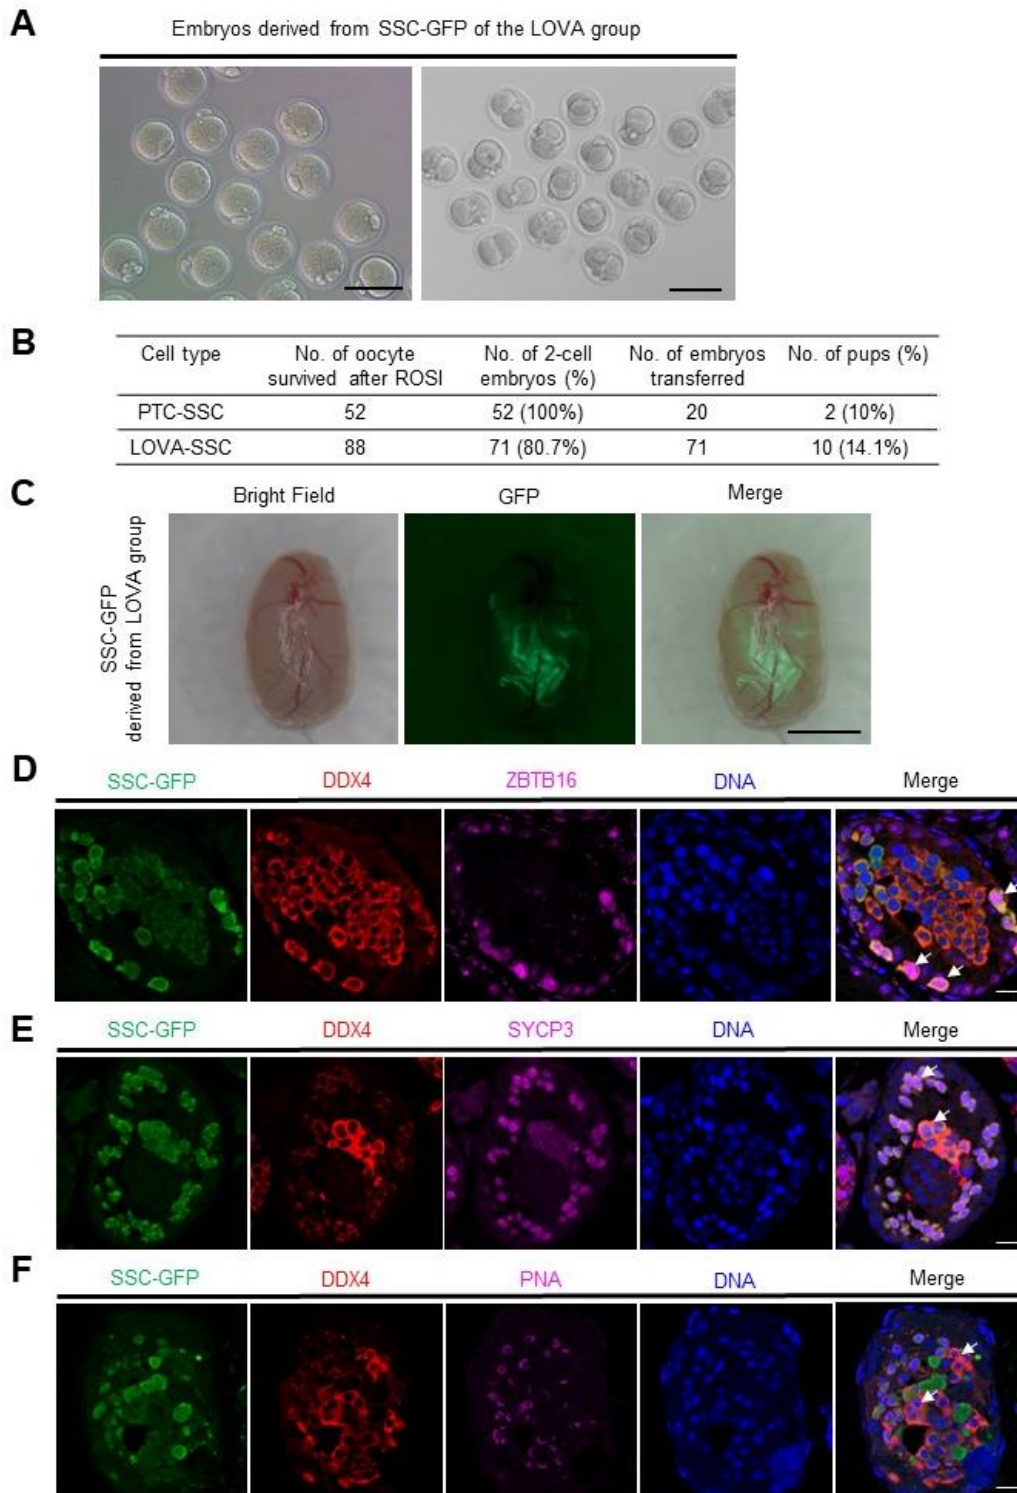 A
Embryos derived from SSC-GFP of the LOVA group
B
Cell type No. of oocyte survived after ROSI No. of 2-cell embryos (%) No. of embryos transferred No. of pups (%)
PTC-SSC 52 52 (100%) 20 2 (10%)
LOVA-SSC 88 71 (80.7%) 71 10 (14.1%)
C
Bright Field GFP Merge
SSC-GFP
derived from LOVA group
D
SSC-GFP DDX4 ZBTB16 DNA Merge
E
SSC-GFP DDX4 SYCP3 DNA Merge
F
SSC-GFP DDX4 PNA DNA Merge